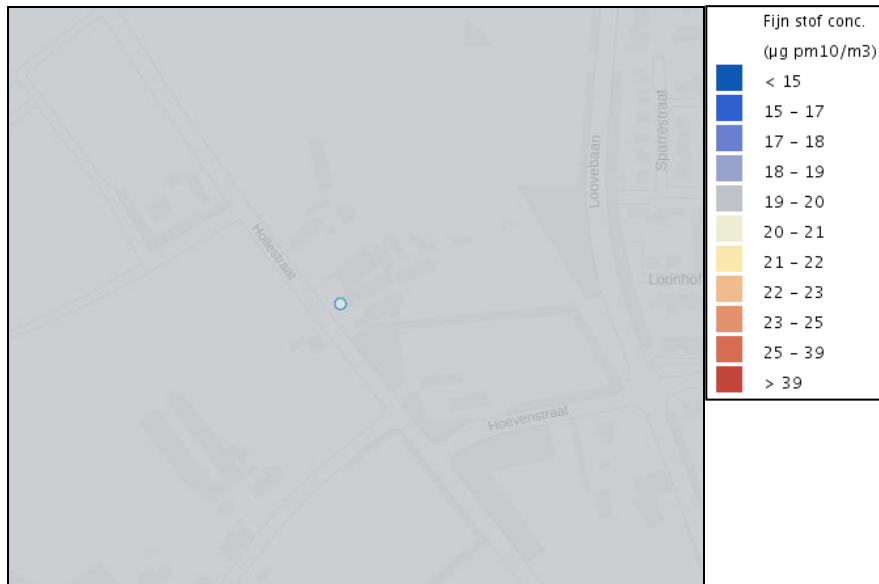 Hollestraat
Loovebaan
Sparrestraat
Loonhof
Hoevenstraat
Fijn stof conc.
(µg pm10/m3)
< 15
15 – 17
17 – 18
18 – 19
19 – 20
20 – 21
21 – 22
22 – 23
23 – 25
25 – 39
> 39